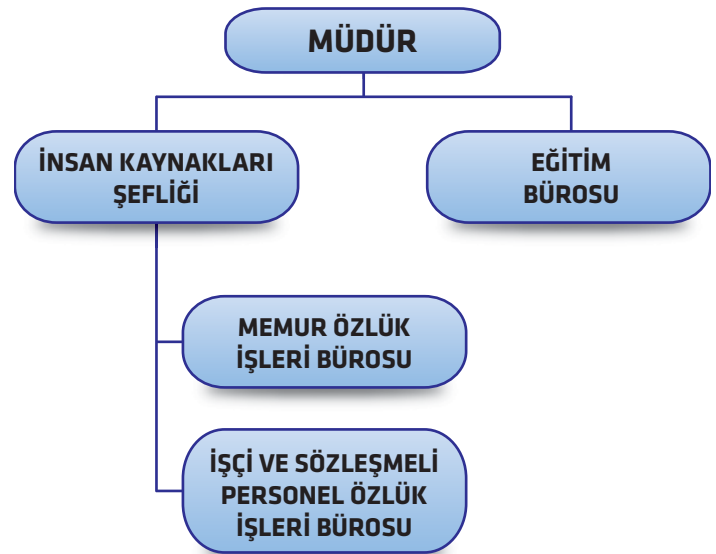 MÜDÜR
İNSAN KAYNAKLARI
ŞEFLİĞİ
EĞİTİM
BÜROSU
MEMUR ÖZLÜK
İŞLERİ BÜROSU
İŞÇİ VE SÖZLEŞMELİ
PERSONEL ÖZLÜK
İŞLERİ BÜROSU